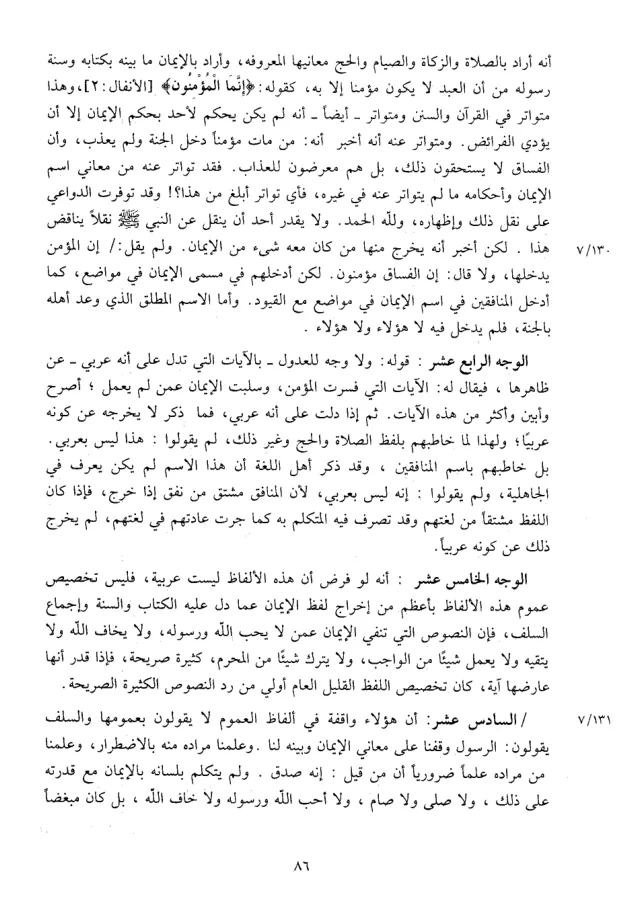 أنه أراد بالصلاة والزكاة والصيام والحج معانيها المعروفه، وأراد بالإيمان ما بينه بكتابه وسنة
رسوله من أن العبد لا يكون مؤمنا إلا به، كقوله: ﴿إِنَّمَا الْمُؤْمِنُونَ﴾ [الأنفال:٢]، وهذا
متواتر في القرآن والسنن ومتواتر ـ أيضاً ـ أنه لم يكن يحكم لأحد بحكم الإيمان إلا أن
يؤدي الفرائض. ومتواتر عنه أنه أخبر أنه: من مات مؤمناً دخل الجنة ولم يعذب، وأن
الفساق لا يستحقون ذلك، بل هم معرضون للعذاب. فقد تواتر عنه من معاني اسم
الإيمان وأحكامه ما لم يتواتر عنه في غيره، فأي تواتر أبلغ من هذا؟! وقد توفرت الدواعي
على نقل ذلك وإظهاره، ولله الحمد. ولا يقدر أحد أن ينقل عن النبي ﷺ نقلاً يناقض
هذا . لكن أخبر أنه يخرج منها من كان معه شىء من الإيمان. ولم يقل:/ إن المؤمن ٧/١٣٠
يدخلها، ولا قال: إن الفساق مؤمنون. لكن أدخلهم في مسمى الإيمان في مواضع، كما
أدخل المنافقين في اسم الإيمان في مواضع مع القيود. وأما الاسم المطلق الذي وعد أهله
بالجنة، فلم يدخل فيه لا هؤلاء ولا هؤلاء .
الوجه الرابع عشر : قوله: ولا وجه للعدول ـ بالآيات التي تدل على أنه عربي ـ عن
ظاهرها ، فيقال له: الآيات التي فسرت المؤمن، وسلبت الإيمان عمن لم يعمل ؛ أصرح
وأبين وأكثر من هذه الآيات. ثم إذا دلت على أنه عربي، فما ذكر لا يخرجه عن كونه
عربيًا؛ ولهذا لما خاطبهم بلفظ الصلاة والحج وغير ذلك، لم يقولوا : هذا ليس بعربي.
بل خاطبهم باسم المنافقين ، وقد ذكر أهل اللغة أن هذا الاسم لم يكن يعرف في
الجاهلية، ولم يقولوا : إنه ليس بعربي، لأن المنافق مشتق من نفق إذا خرج، فإذا كان
اللفظ مشتقاً من لغتهم وقد تصرف فيه المتكلم به كما جرت عادتهم في لغتهم، لم يخرج
ذلك عن كونه عربياً.
الوجه الخامس عشر : أنه لو فرض أن هذه الألفاظ ليست عربية، فليس تخصيص
عموم هذه الألفاظ بأعظم من إخراج لفظ الإيمان عما دل عليه الكتاب والسنة وإجماع
السلف، فإن النصوص التي تنفي الإيمان عمن لا يحب الله ورسوله، ولا يخاف الله ولا
يتقيه ولا يعمل شيئًا من الواجب، ولا يترك شيئًا من المحرم، كثيرة صريحة، فإذا قدر أنها
عارضها آية، كان تخصيص اللفظ القليل العام أولي من رد النصوص الكثيرة الصريحة.
/ السادس عشر: أن هؤلاء واقفة في ألفاظ العموم لا يقولون بعمومها والسلف ٧/١٣١
يقولون: الرسول وقفنا على معاني الإيمان وبينه لنا . وعلمنا مراده منه بالاضطرار، وعلمنا
من مراده علماً ضرورياً أن من قيل : إنه صدق . ولم يتكلم بلسانه بالإيمان مع قدرته
على ذلك ، ولا صلى ولا صام ، ولا أحب الله ورسوله ولا خاف الله ، بل كان مبغضاً
٨٦